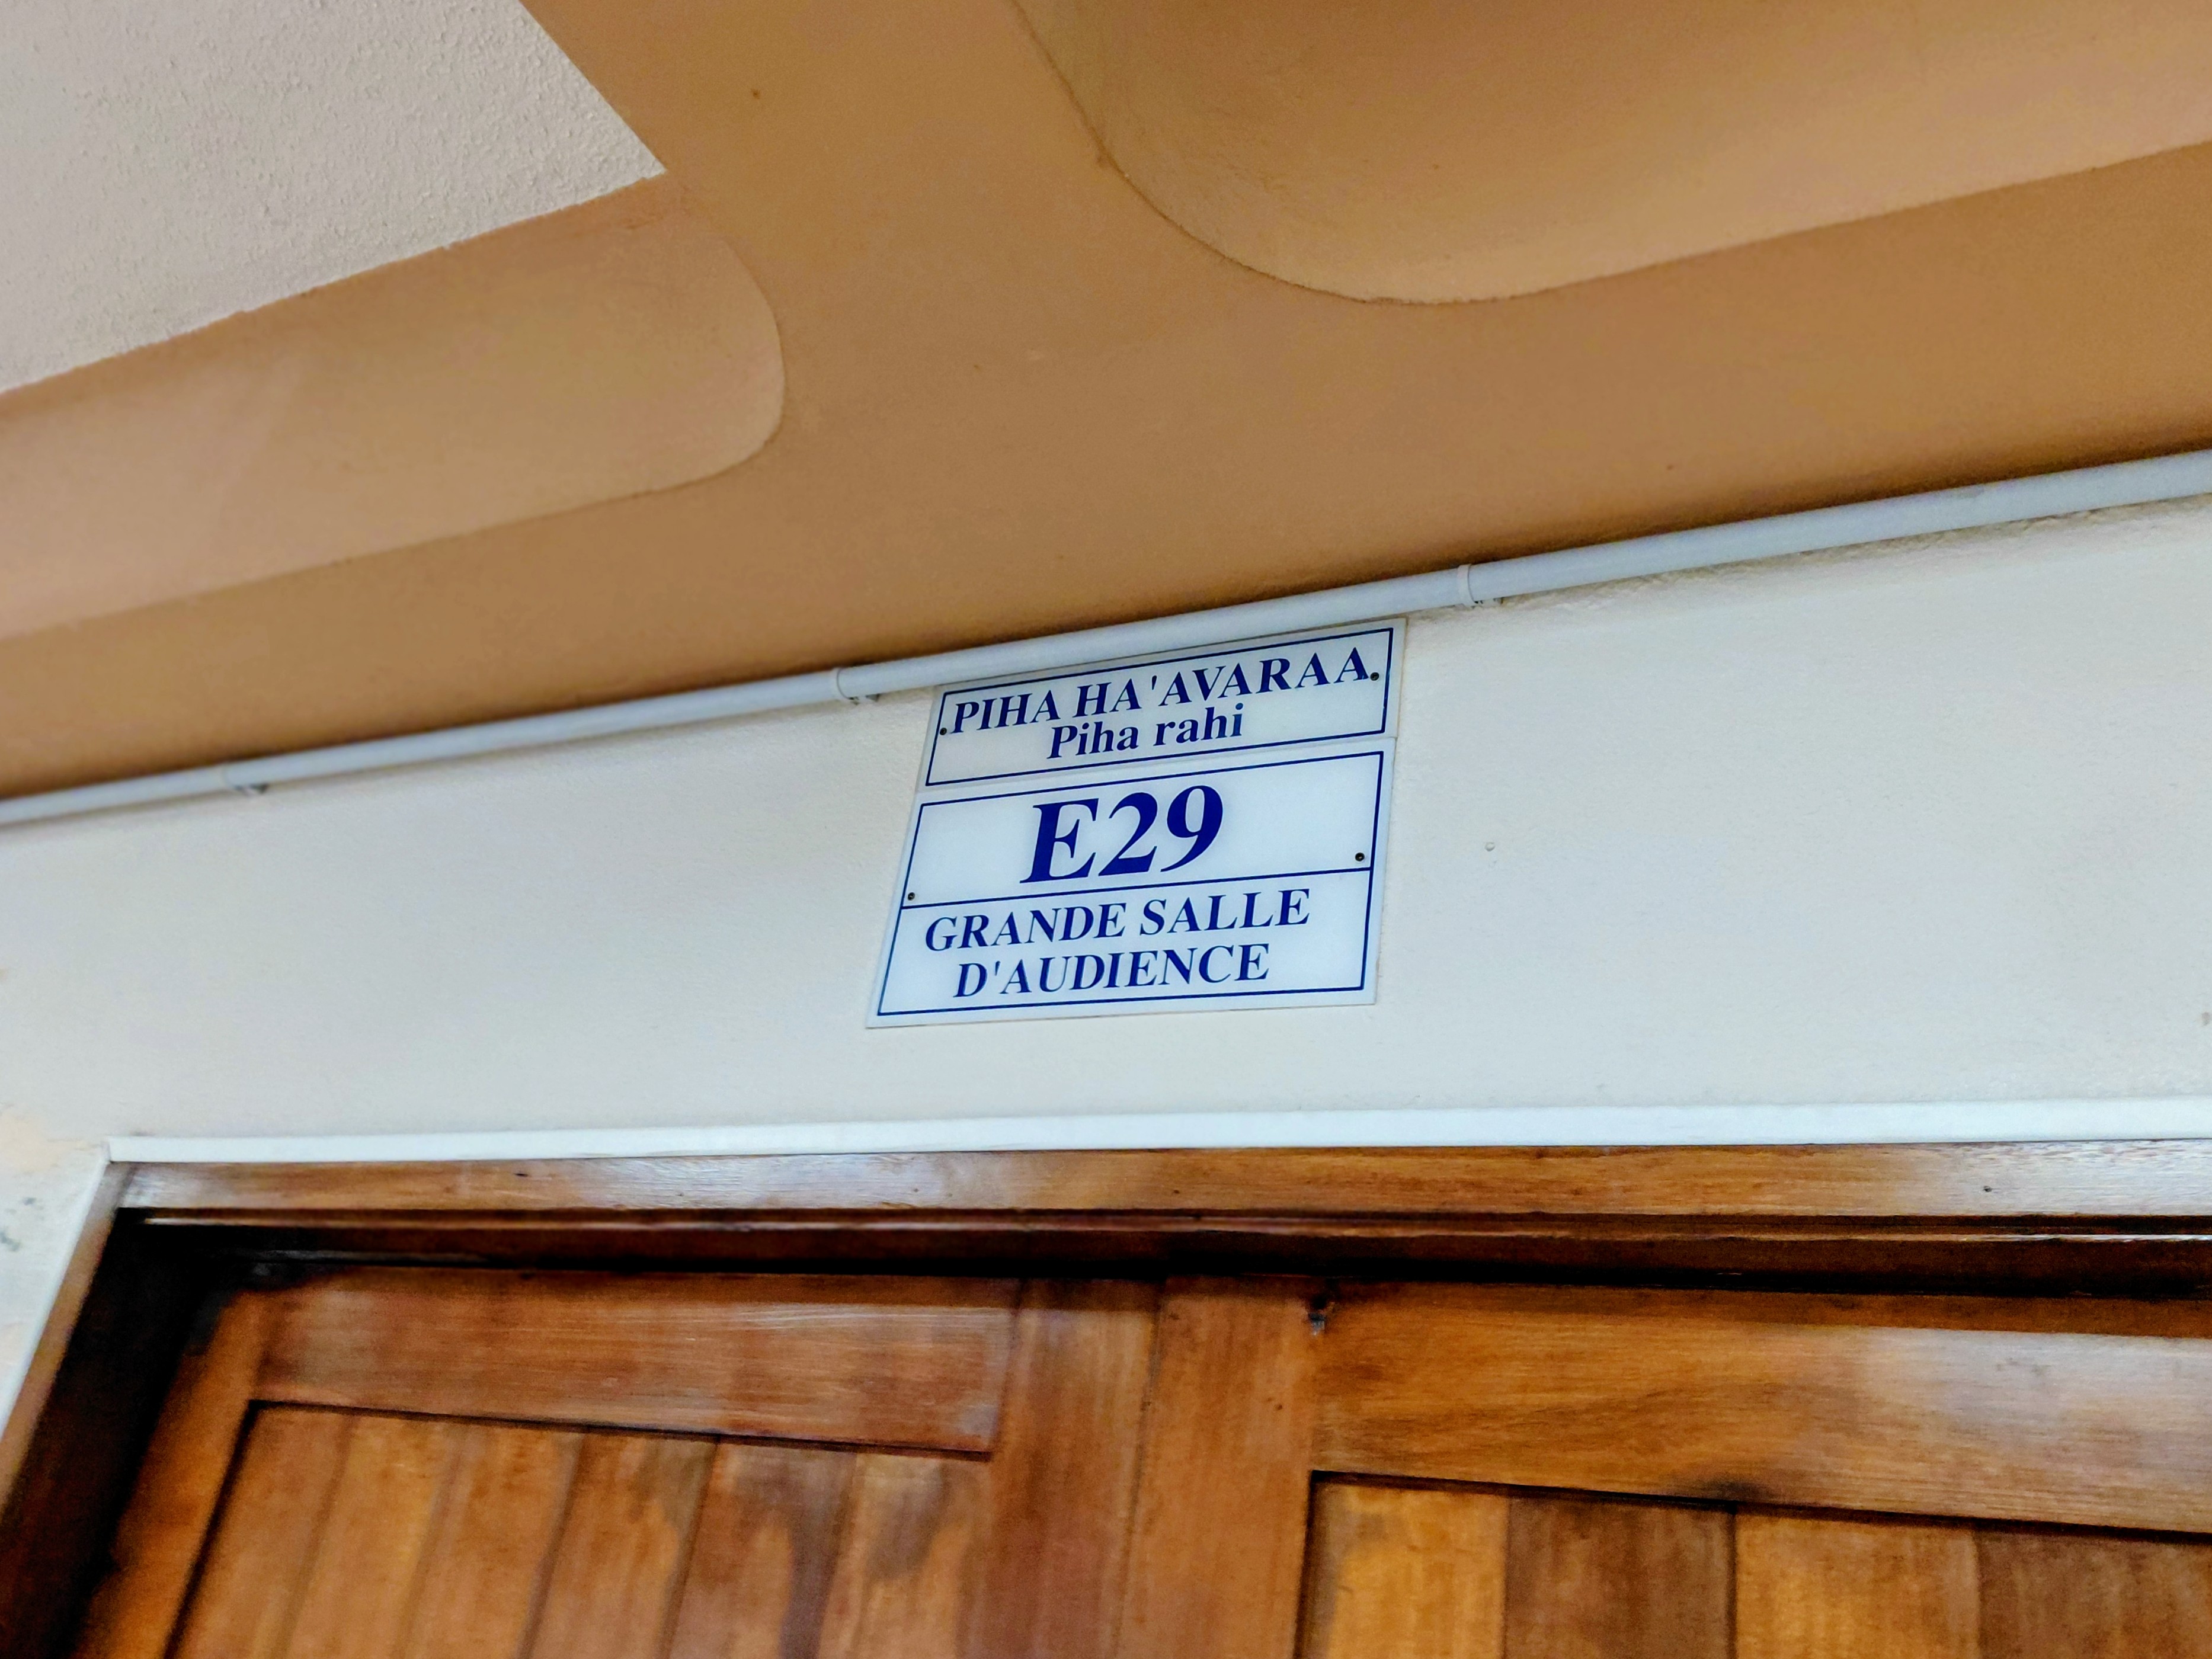 PIHA HA'AVARAA
Piha rahi
E29
GRANDE SALLE
D'AUDIENCE